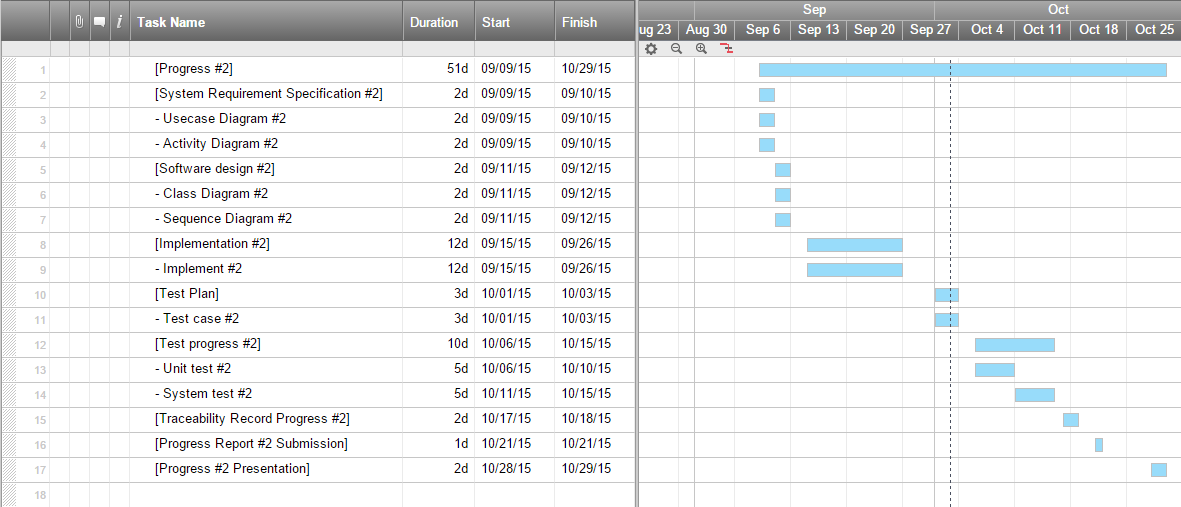 Sep Oct
Task Name Duration Start Finish ug 23 Aug 30 Sep 6 Sep 13 Sep 20 Sep 27 Oct 4 Oct 11 Oct 18 Oct 25
1 [Progress #2] 51d 09/09/15 10/29/15
2 [System Requirement Specification #2] 2d 09/09/15 09/10/15
3 - Usecase Diagram #2 2d 09/09/15 09/10/15
4 - Activity Diagram #2 2d 09/09/15 09/10/15
5 [Software design #2] 2d 09/11/15 09/12/15
6 - Class Diagram #2 2d 09/11/15 09/12/15
7 - Sequence Diagram #2 2d 09/11/15 09/12/15
8 [Implementation #2] 12d 09/15/15 09/26/15
9 - Implement #2 12d 09/15/15 09/26/15
10 [Test Plan] 3d 10/01/15 10/03/15
11 - Test case #2 3d 10/01/15 10/03/15
12 [Test progress #2] 10d 10/06/15 10/15/15
13 - Unit test #2 5d 10/06/15 10/10/15
14 - System test #2 5d 10/11/15 10/15/15
15 [Traceability Record Progress #2] 2d 10/17/15 10/18/15
16 [Progress Report #2 Submission] 1d 10/21/15 10/21/15
17 [Progress #2 Presentation] 2d 10/28/15 10/29/15
18